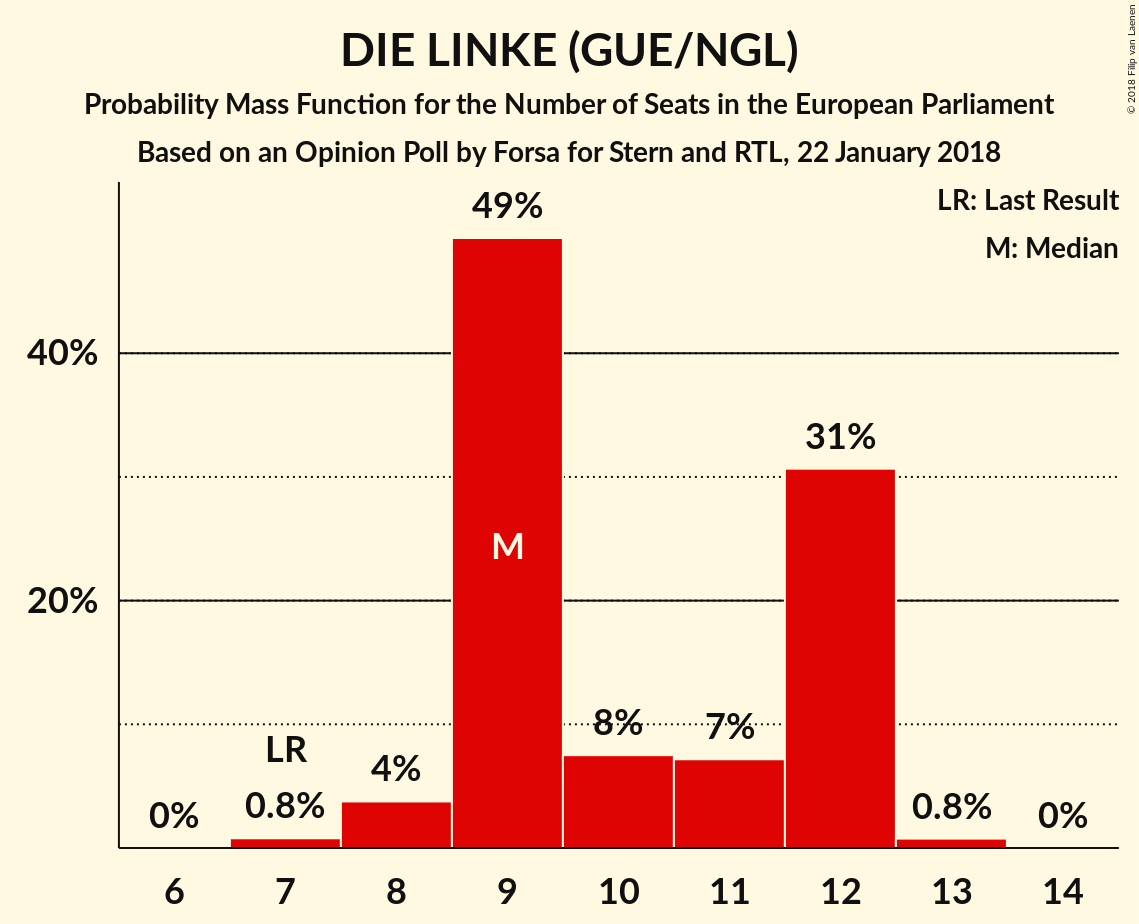 DIE LINKE (GUE/NGL)
Probability Mass Function for the Number of Seats in the European Parliament
Based on an Opinion Poll by Forsa for Stern and RTL, 22 January 2018
© 2018 Filip van Laenen
LR: Last Result
M: Median
49%
40%
31%
M
20%
8%
7%
LR
4%
0%
0.8%
0.8%
0%
6 7 8 9 10 11 12 13 14